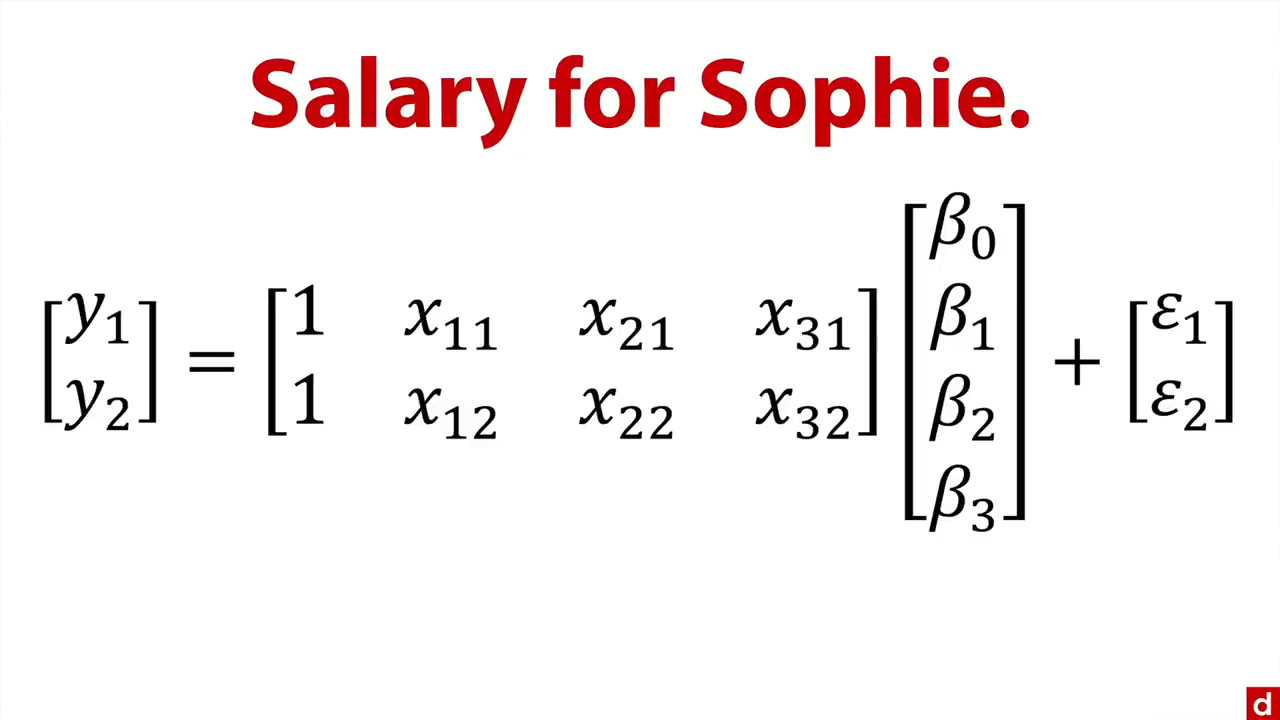 Salary for Sophie.
[y₁ y₂] = [1 x₁₁ x₂₁ x₃₁; 1 x₁₂ x₂₂ x₃₂] [β₀ β₁ β₂ β₃] + [ε₁ ε₂]
d